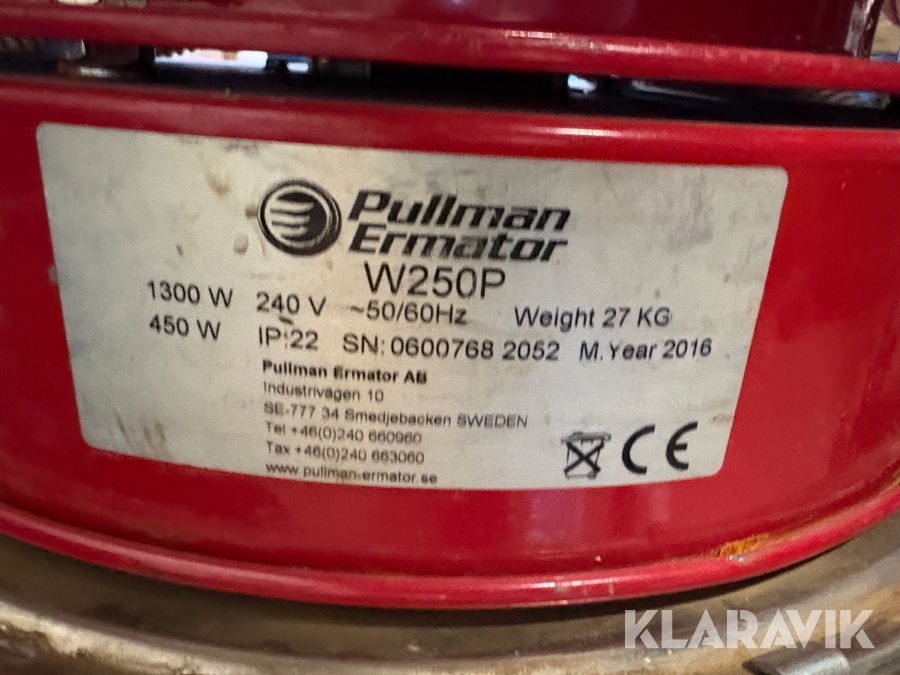 Pullman
Ermator
W250P
1300 W 240 V ~50/60Hz Weight 27 KG
450 W IP:22 SN: 0600768 2052 M. Year 2016
Pullman Ermator AB
Industrivägen 10
SE-777 34 Smedjebacken SWEDEN
Tel +46(0)240 660960
Tax +46(0)240 663060
www.pullman-ermator.se
CE
KLARAVIK